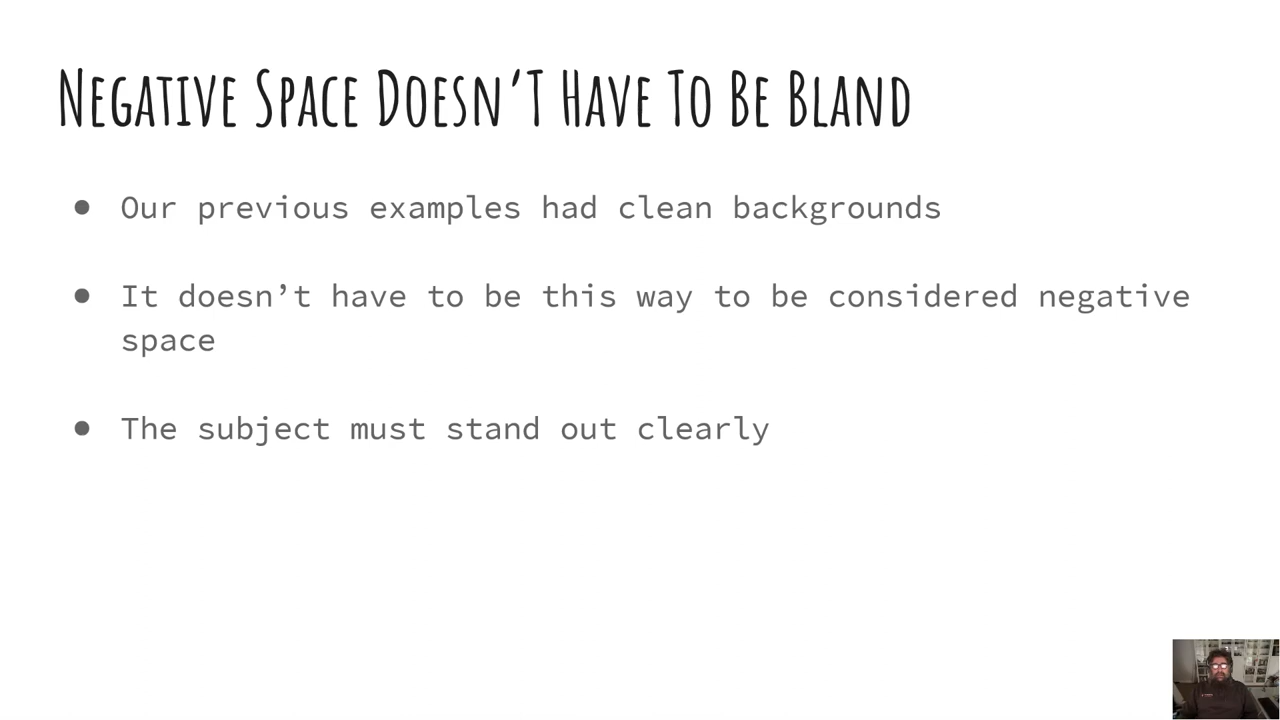 Negative Space Doesn’t Have To Be Bland
● Our previous examples had clean backgrounds
● It doesn’t have to be this way to be considered negative
space
● The subject must stand out clearly